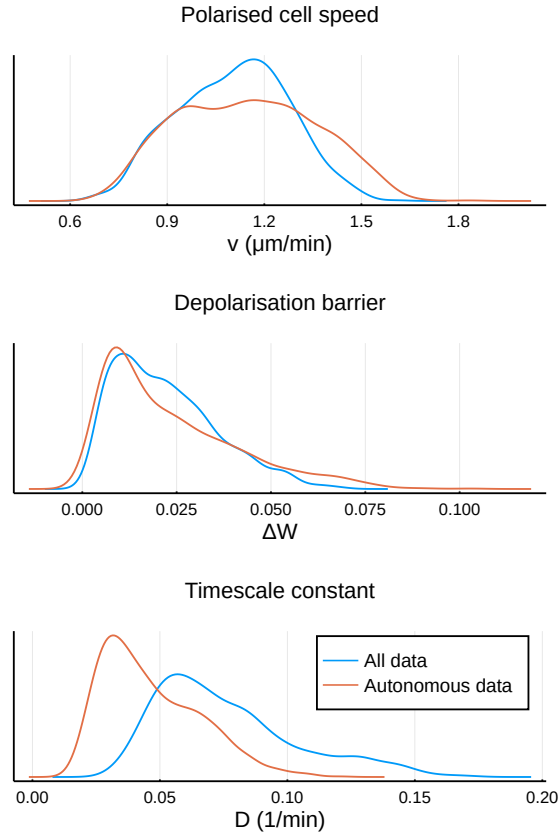 Polarised cell speed
0.6 0.9 1.2 1.5 1.8
v (μm/min)
Depolarisation barrier
0.000 0.025 0.050 0.075 0.100
ΔW
Timescale constant
All data
Autonomous data
0.00 0.05 0.10 0.15 0.20
D (1/min)